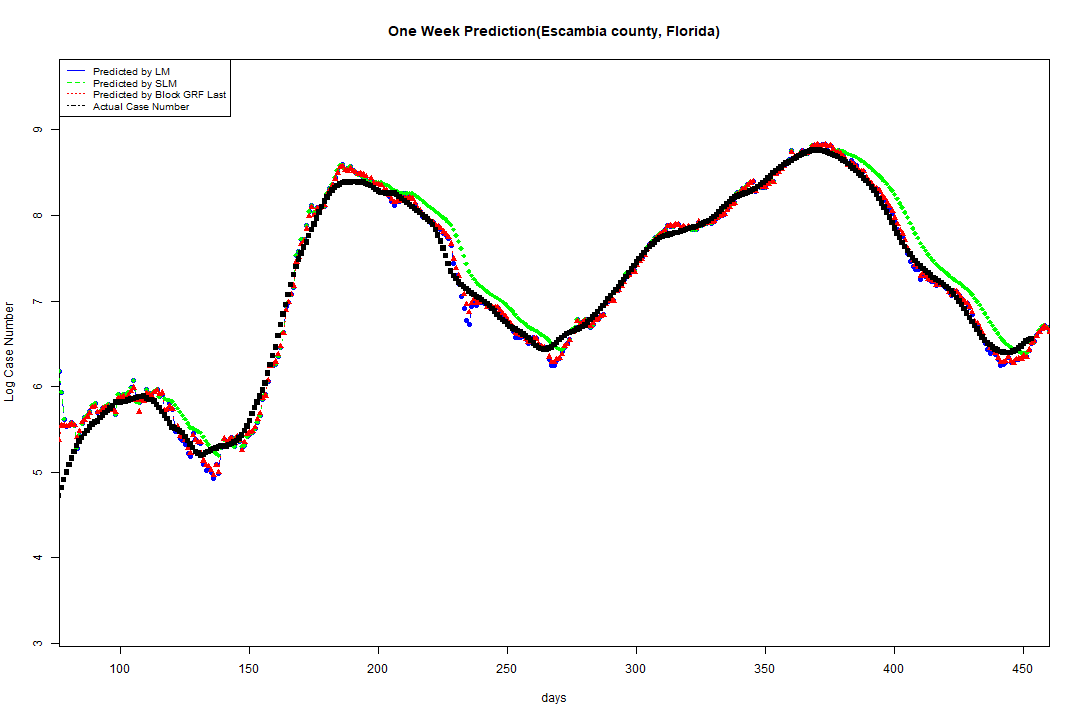 One Week Prediction(Escambia county, Florida)
Predicted by LM
Predicted by SLM
Predicted by Block GRF Last
Actual Case Number
Log Case Number
9
8
7
6
5
4
3
100 150 200 250 300 350 400 450
days